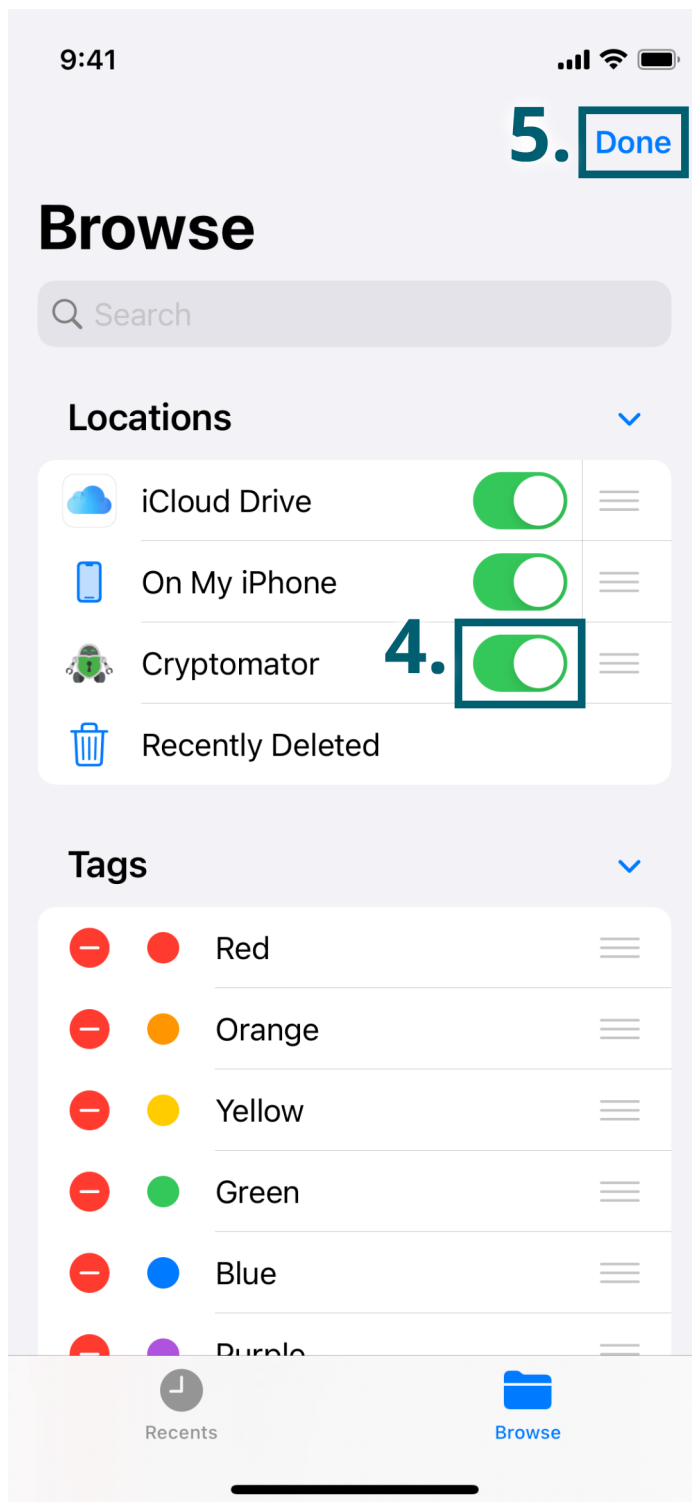 9:41
5. Done
Browse
Search
Locations
iCloud Drive
On My iPhone
Cryptomator 4.
Recently Deleted
Tags
Red
Orange
Yellow
Green
Blue
Purple
Recents Browse